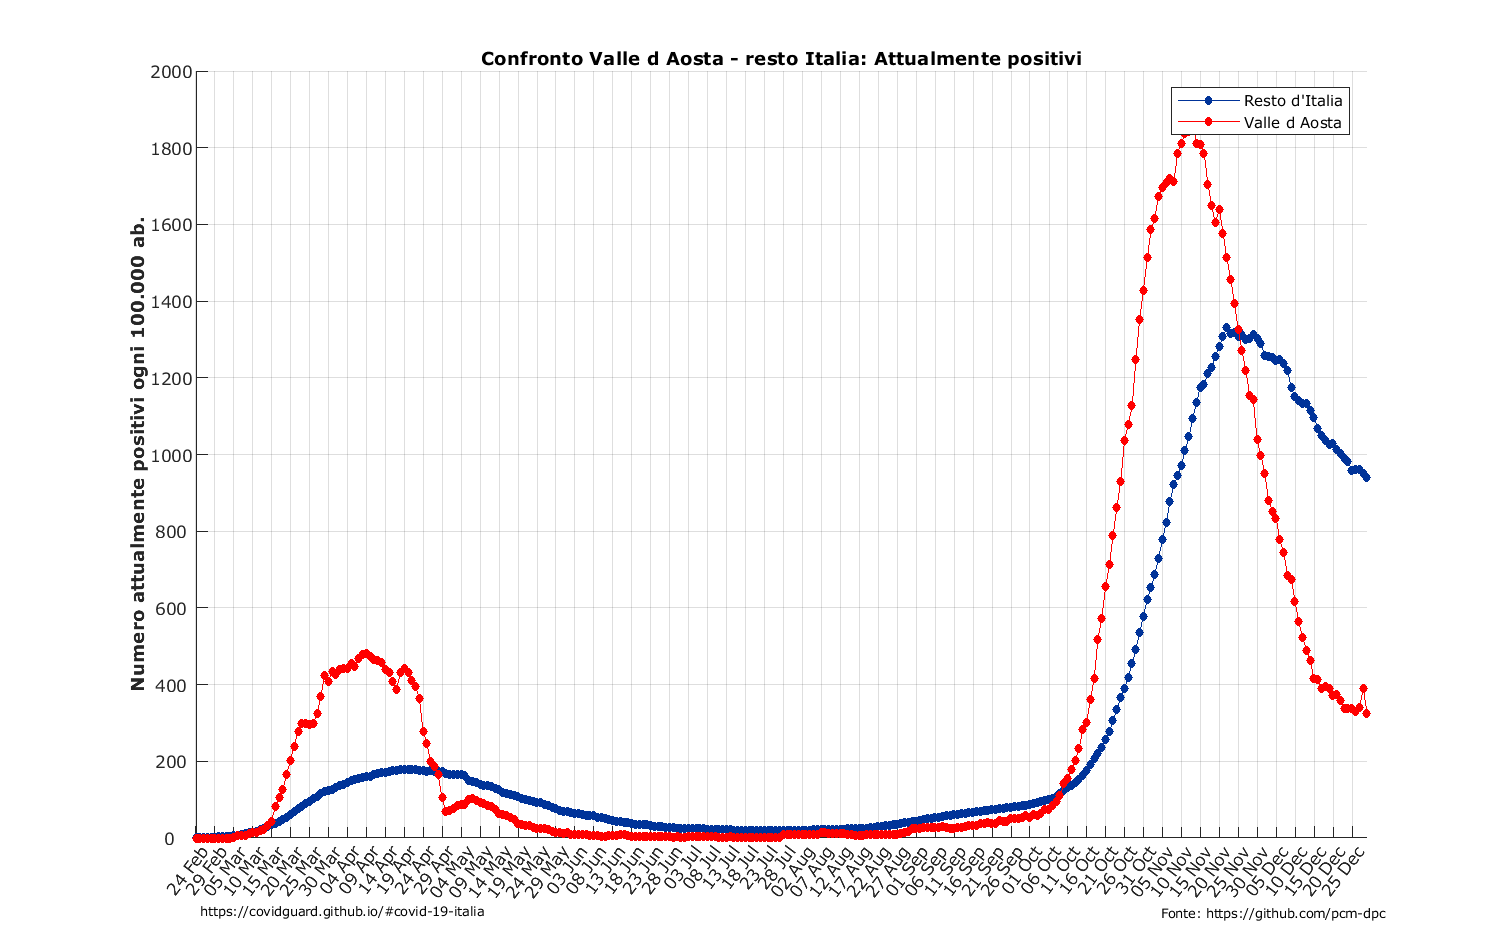 Confronto Valle d Aosta - resto Italia: Attualmente positivi
Numero attualmente positivi ogni 100.000 ab.
2000
1800
1600
1400
1200
1000
800
600
400
200
0
Resto d'Italia
Valle d Aosta
24 Feb
29 Feb
05 Mar
10 Mar
15 Mar
20 Mar
25 Mar
30 Mar
04 Apr
09 Apr
14 Apr
19 Apr
24 Apr
29 Apr
04 May
09 May
14 May
19 May
24 May
29 May
03 Jun
08 Jun
13 Jun
18 Jun
23 Jun
28 Jun
03 Jul
08 Jul
13 Jul
18 Jul
23 Jul
28 Jul
02 Aug
07 Aug
12 Aug
17 Aug
22 Aug
27 Aug
01 Sep
06 Sep
11 Sep
16 Sep
21 Sep
26 Sep
01 Oct
06 Oct
11 Oct
16 Oct
21 Oct
26 Oct
31 Oct
05 Nov
10 Nov
15 Nov
20 Nov
25 Nov
30 Nov
05 Dec
10 Dec
15 Dec
20 Dec
25 Dec
https://covidguard.github.io/#covid-19-italia
Fonte: https://github.com/pcm-dpc